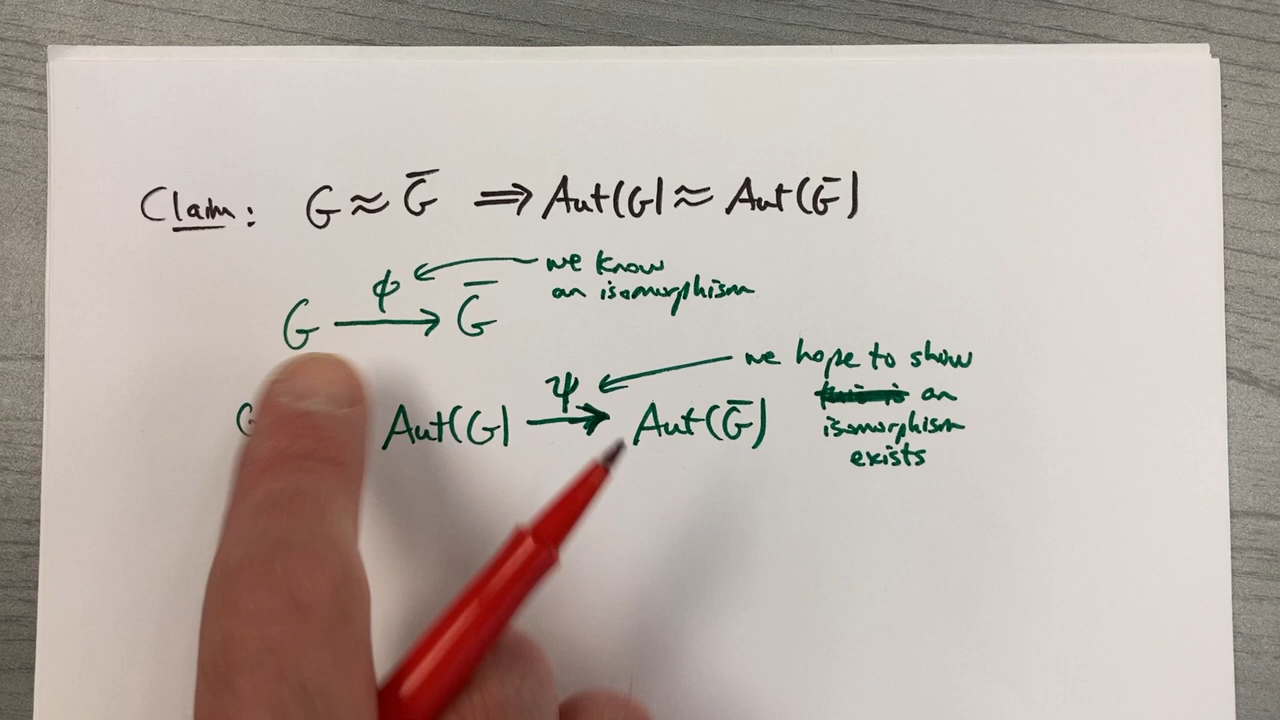 Claim: G ≈ G̅ ⟹ Aut(G) ≈ Aut(G̅)
ϕ we know
an isomorphism
G ⟶ G̅
ψ we hope to show
an
G Aut(G) ⟶ Aut(G̅) isomorphism
exists